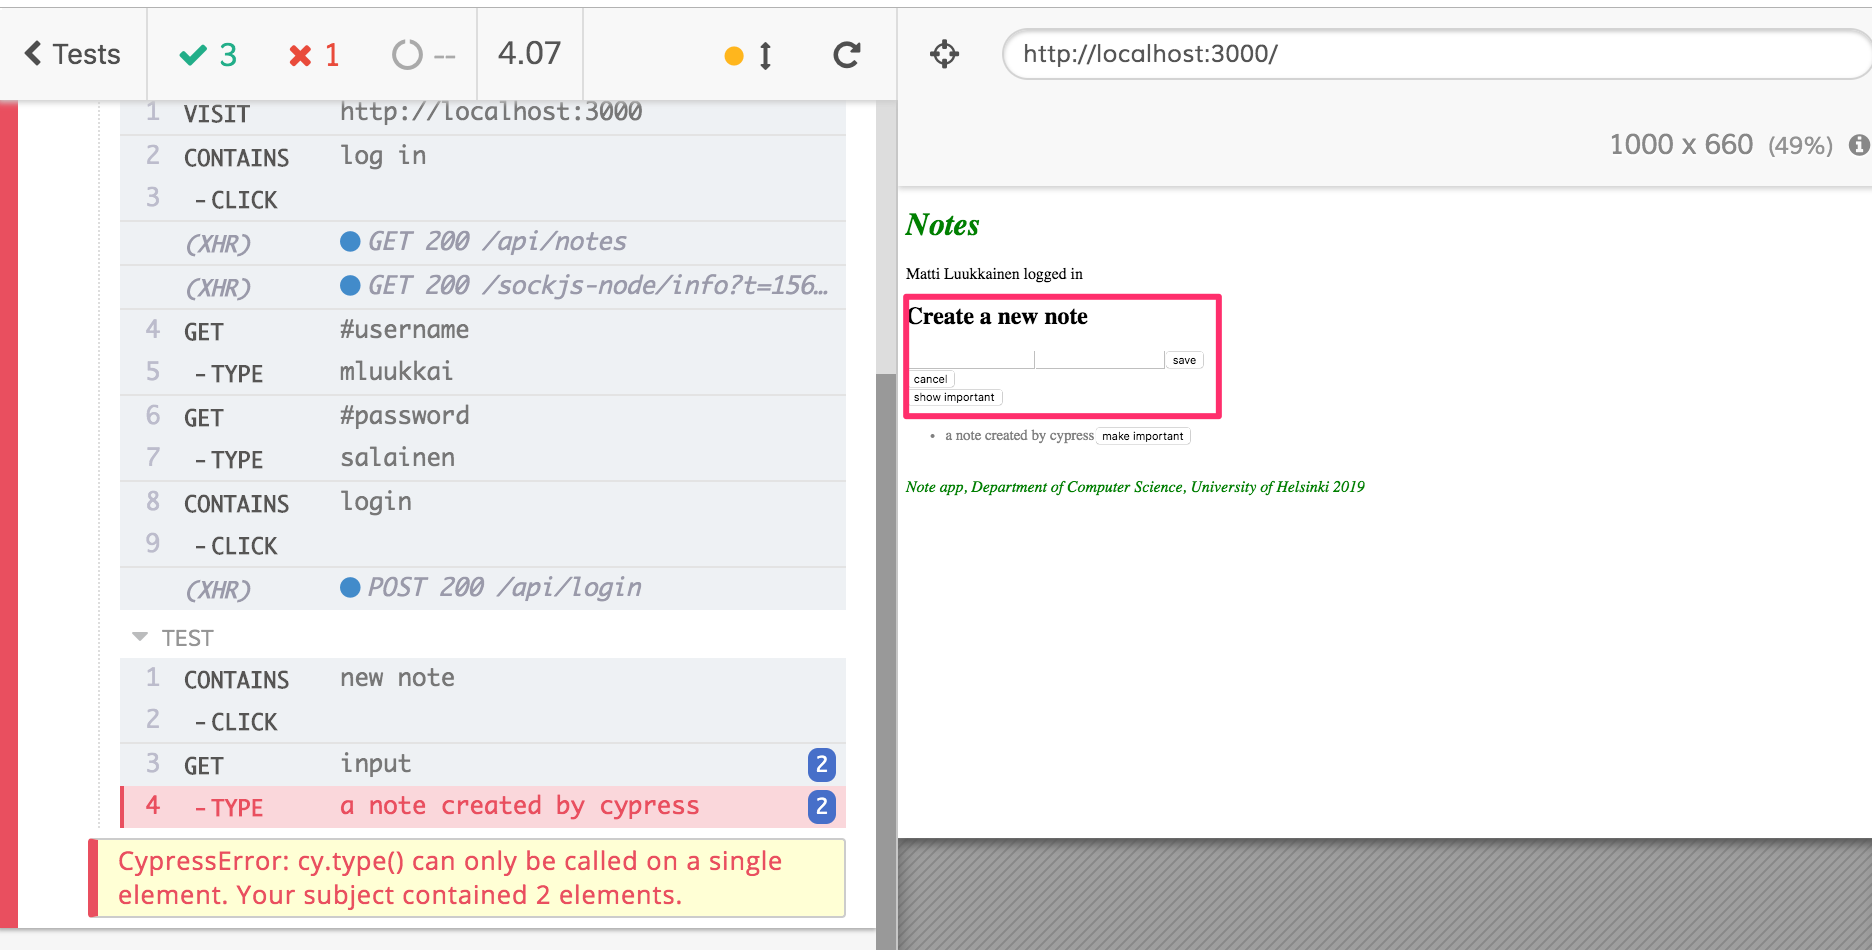 Tests 3 1 -- 4.07
1 VISIT http://localhost:3000
2 CONTAINS log in
3 -CLICK
(XHR) GET 200 /api/notes
(XHR) GET 200 /sockjs-node/info?t=156…
4 GET #username
5 -TYPE mluukkai
6 GET #password
7 -TYPE salainen
8 CONTAINS login
9 -CLICK
(XHR) POST 200 /api/login
TEST
1 CONTAINS new note
2 -CLICK
3 GET input 2
4 -TYPE a note created by cypress 2
CypressError: cy.type() can only be called on a single
element. Your subject contained 2 elements.
http://localhost:3000/
1000 x 660 (49%)
Notes
Matti Luukkainen logged in
Create a new note
save
cancel
show important
• a note created by cypress make important
Note app, Department of Computer Science, University of Helsinki 2019